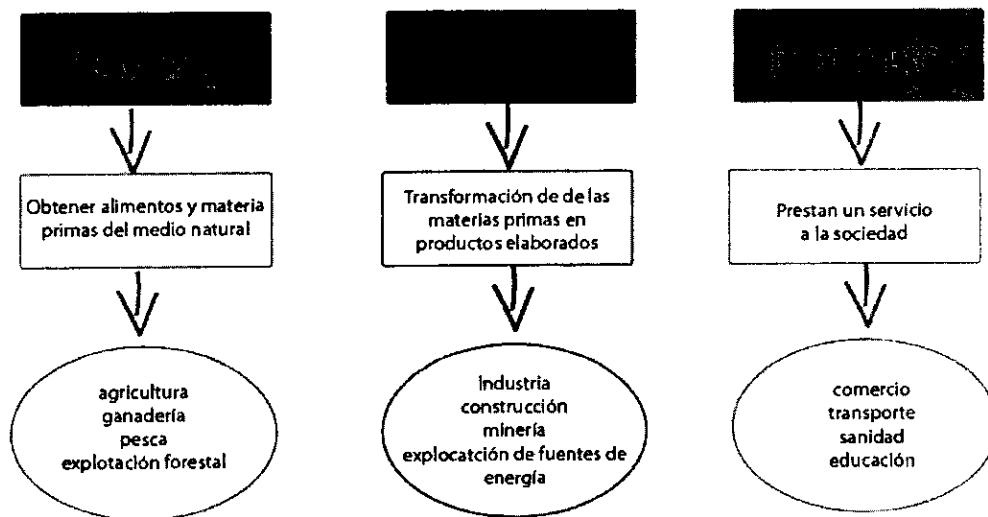 Obtener alimentos y materia
primas del medio natural
Transformación de de las
materias primas en
productos elaborados
Prestan un servicio
a la sociedad
agricultura
ganadería
pesca
explotación forestal
Industria
construcción
minería
explocatción de fuentes de
energía
comercio
transporte
sanidad
educación